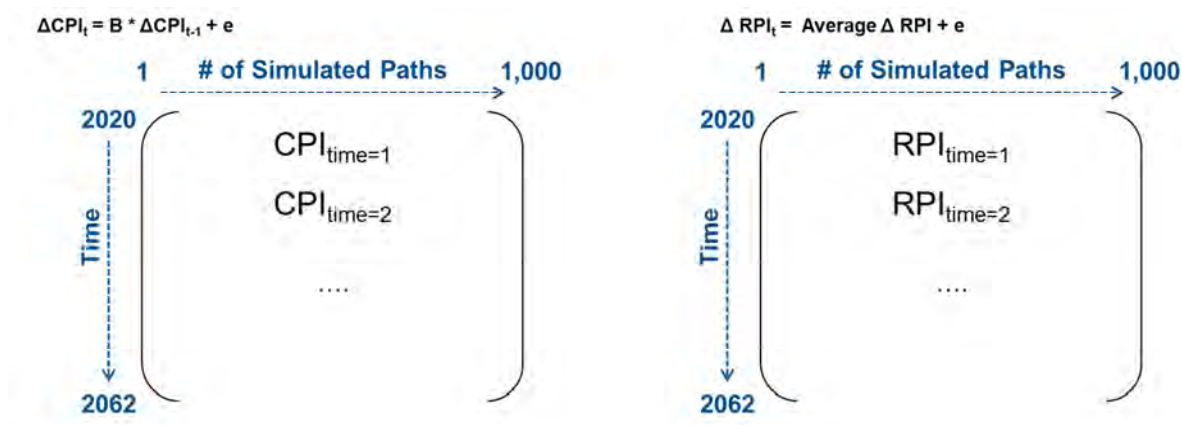 ΔCPIt = B * ΔCPIt-1 + e
1 # of Simulated Paths 1,000
2020
CPItime=1
CPItime=2
....
Time
2062
Δ RPIt = Average Δ RPI + e
1 # of Simulated Paths 1,000
2020
RPItime=1
RPItime=2
....
Time
2062